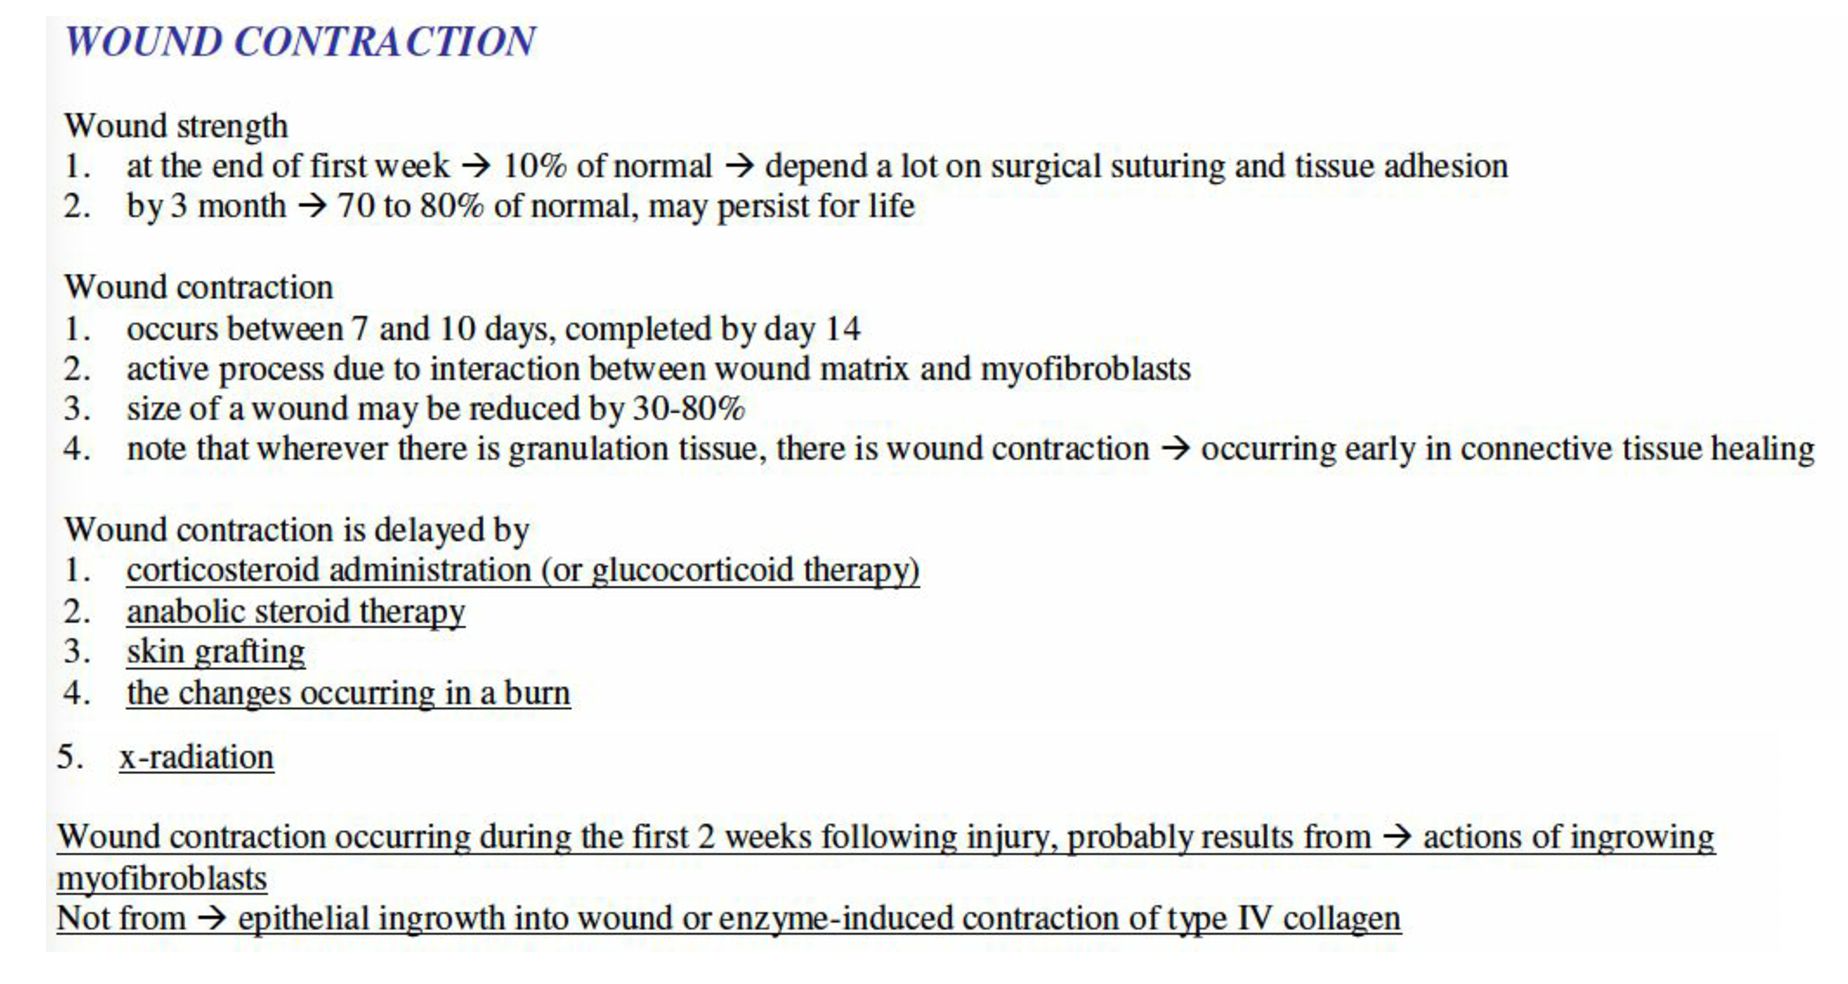 WOUND CONTRACTION
Wound strength
1. at the end of first week → 10% of normal → depend a lot on surgical suturing and tissue adhesion
2. by 3 month → 70 to 80% of normal, may persist for life
Wound contraction
1. occurs between 7 and 10 days, completed by day 14
2. active process due to interaction between wound matrix and myofibroblasts
3. size of a wound may be reduced by 30-80%
4. note that wherever there is granulation tissue, there is wound contraction → occurring early in connective tissue healing
Wound contraction is delayed by
1. corticosteroid administration (or glucocorticoid therapy)
2. anabolic steroid therapy
3. skin grafting
4. the changes occurring in a burn
5. x-radiation
Wound contraction occurring during the first 2 weeks following injury, probably results from → actions of ingrowing
myofibroblasts
Not from → epithelial ingrowth into wound or enzyme-induced contraction of type IV collagen